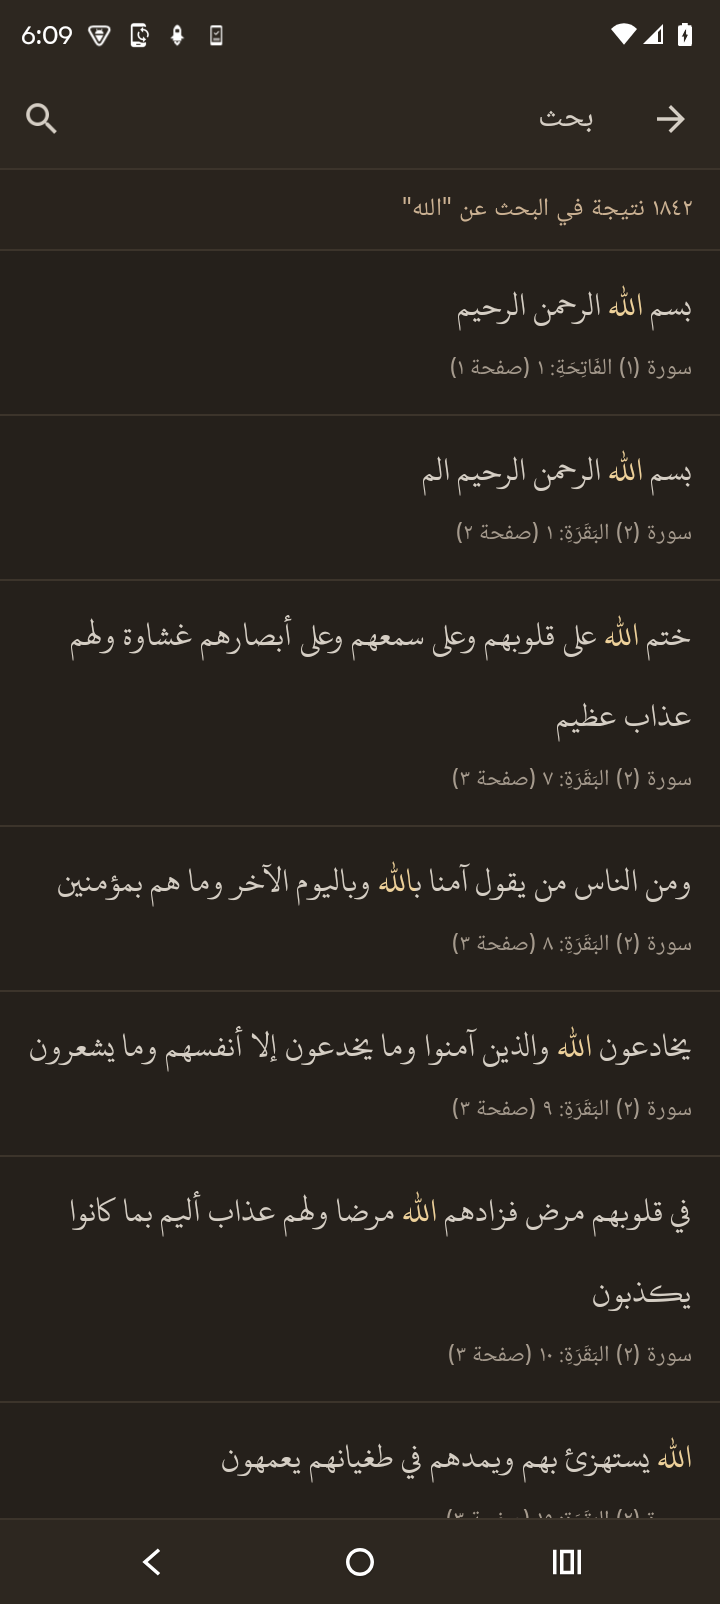 6:09
بحث
١٨٤٢ نتيجة في البحث عن "الله"
بسم الله الرحمن الرحيم
سورة (١) الفَاتِحَةِ: ١ (صفحة ١)
بسم الله الرحمن الرحيم الم
سورة (٢) البَقَرَةِ: ١ (صفحة ٢)
ختم الله على قلوبهم وعلى سمعهم وعلى أبصارهم غشاوة ولهم
عذاب عظيم
سورة (٢) البَقَرَةِ: ٧ (صفحة ٣)
ومن الناس من يقول آمنا بالله وباليوم الآخر وما هم بمؤمنين
سورة (٢) البَقَرَةِ: ٨ (صفحة ٣)
يخادعون الله والذين آمنوا وما يخدعون إلا أنفسهم وما يشعرون
سورة (٢) البَقَرَةِ: ٩ (صفحة ٣)
في قلوبهم مرض فزادهم الله مرضا ولهم عذاب أليم بما كانوا
يكذبون
سورة (٢) البَقَرَةِ: ١٠ (صفحة ٣)
الله يستهزئ بهم ويمدهم في طغيانهم يعمهون